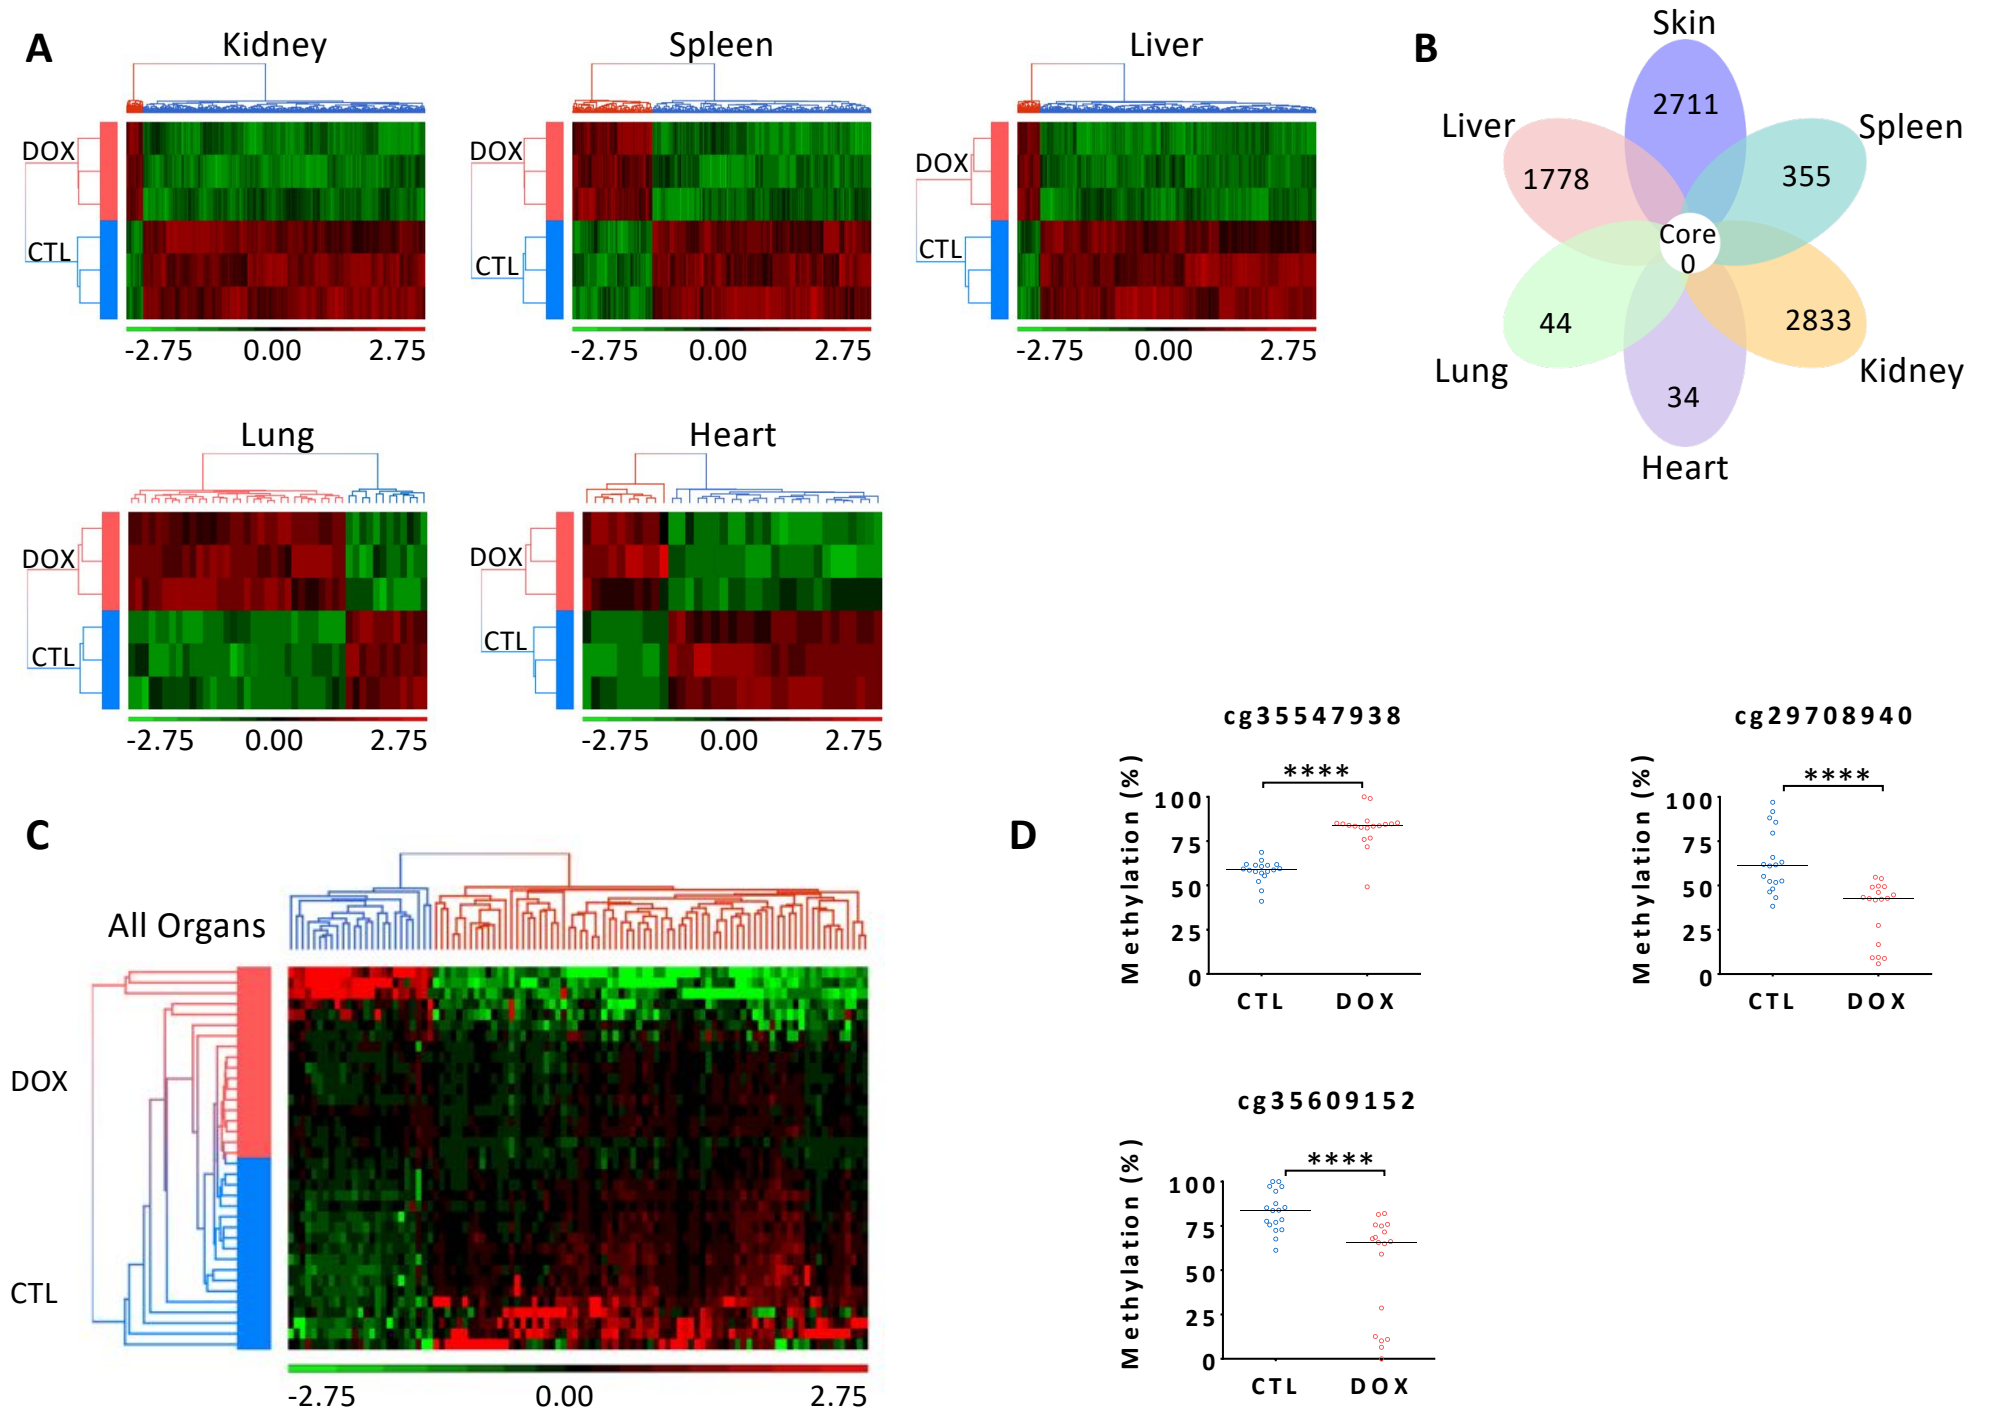 A
Kidney
Spleen
Liver
DOX
CTL
-2.75 0.00 2.75
DOX
CTL
-2.75 0.00 2.75
DOX
CTL
-2.75 0.00 2.75
Lung
Heart
DOX
CTL
-2.75 0.00 2.75
DOX
CTL
-2.75 0.00 2.75
B
Skin
2711
Liver
1778
Spleen
355
Core
0
44
Lung
2833
Kidney
34
Heart
C
All Organs
DOX
CTL
-2.75 0.00 2.75
D
cg35547938
****
Methylation (%)
100
75
50
25
0
CTL DOX
cg29708940
****
Methylation (%)
100
75
50
25
0
CTL DOX
cg35609152
****
Methylation (%)
100
75
50
25
0
CTL DOX